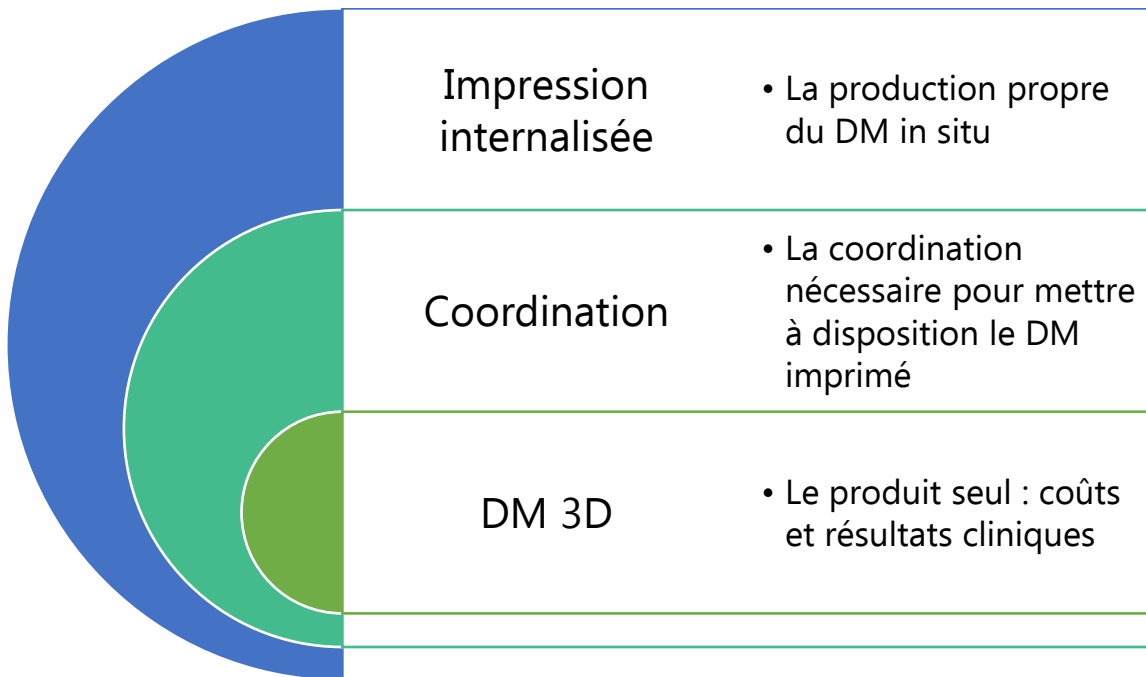 Impression
internalisée
• La production propre
du DM in situ
Coordination
• La coordination
nécessaire pour mettre
à disposition le DM
imprimé
DM 3D
• Le produit seul : coûts
et résultats cliniques